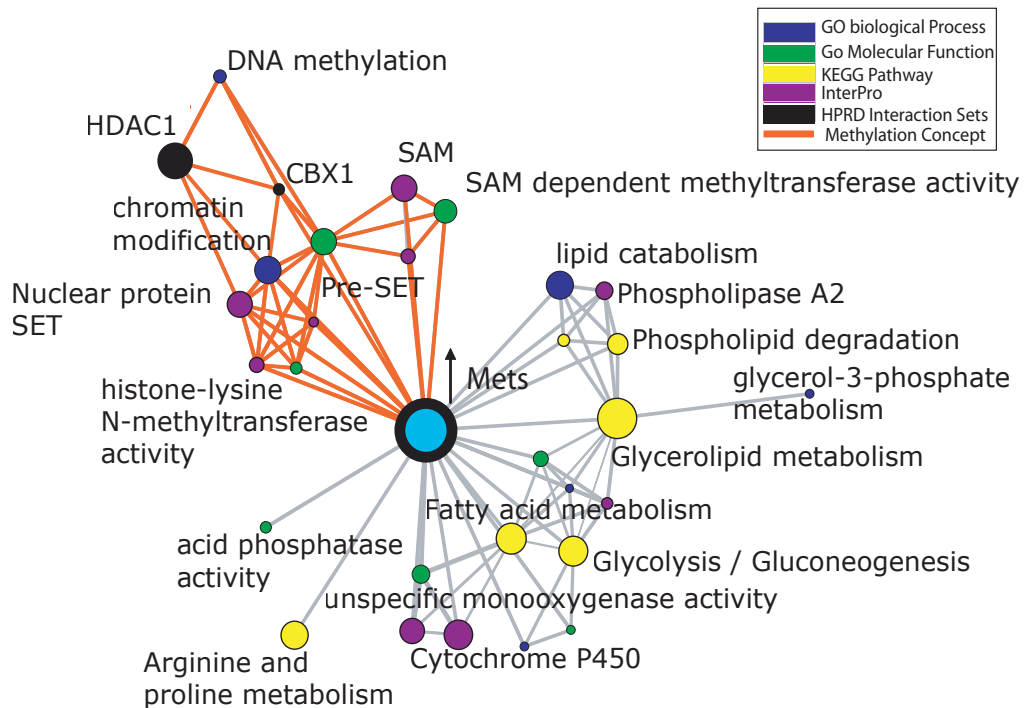 GO biological Process
Go Molecular Function
KEGG Pathway
InterPro
HPRD Interaction Sets
Methylation Concept
DNA methylation
HDAC1
CBX1
SAM
SAM dependent methyltransferase activity
chromatin
modification
Nuclear protein
SET
Pre-SET
lipid catabolism
Phospholipase A2
Phospholipid degradation
glycerol-3-phosphate
metabolism
histone-lysine
N-methyltransferase
activity
Mets
Glycerolipid metabolism
Fatty acid metabolism
acid phosphatase
activity
Glycolysis / Gluconeogenesis
unspecific monooxygenase activity
Cytochrome P450
Arginine and
proline metabolism